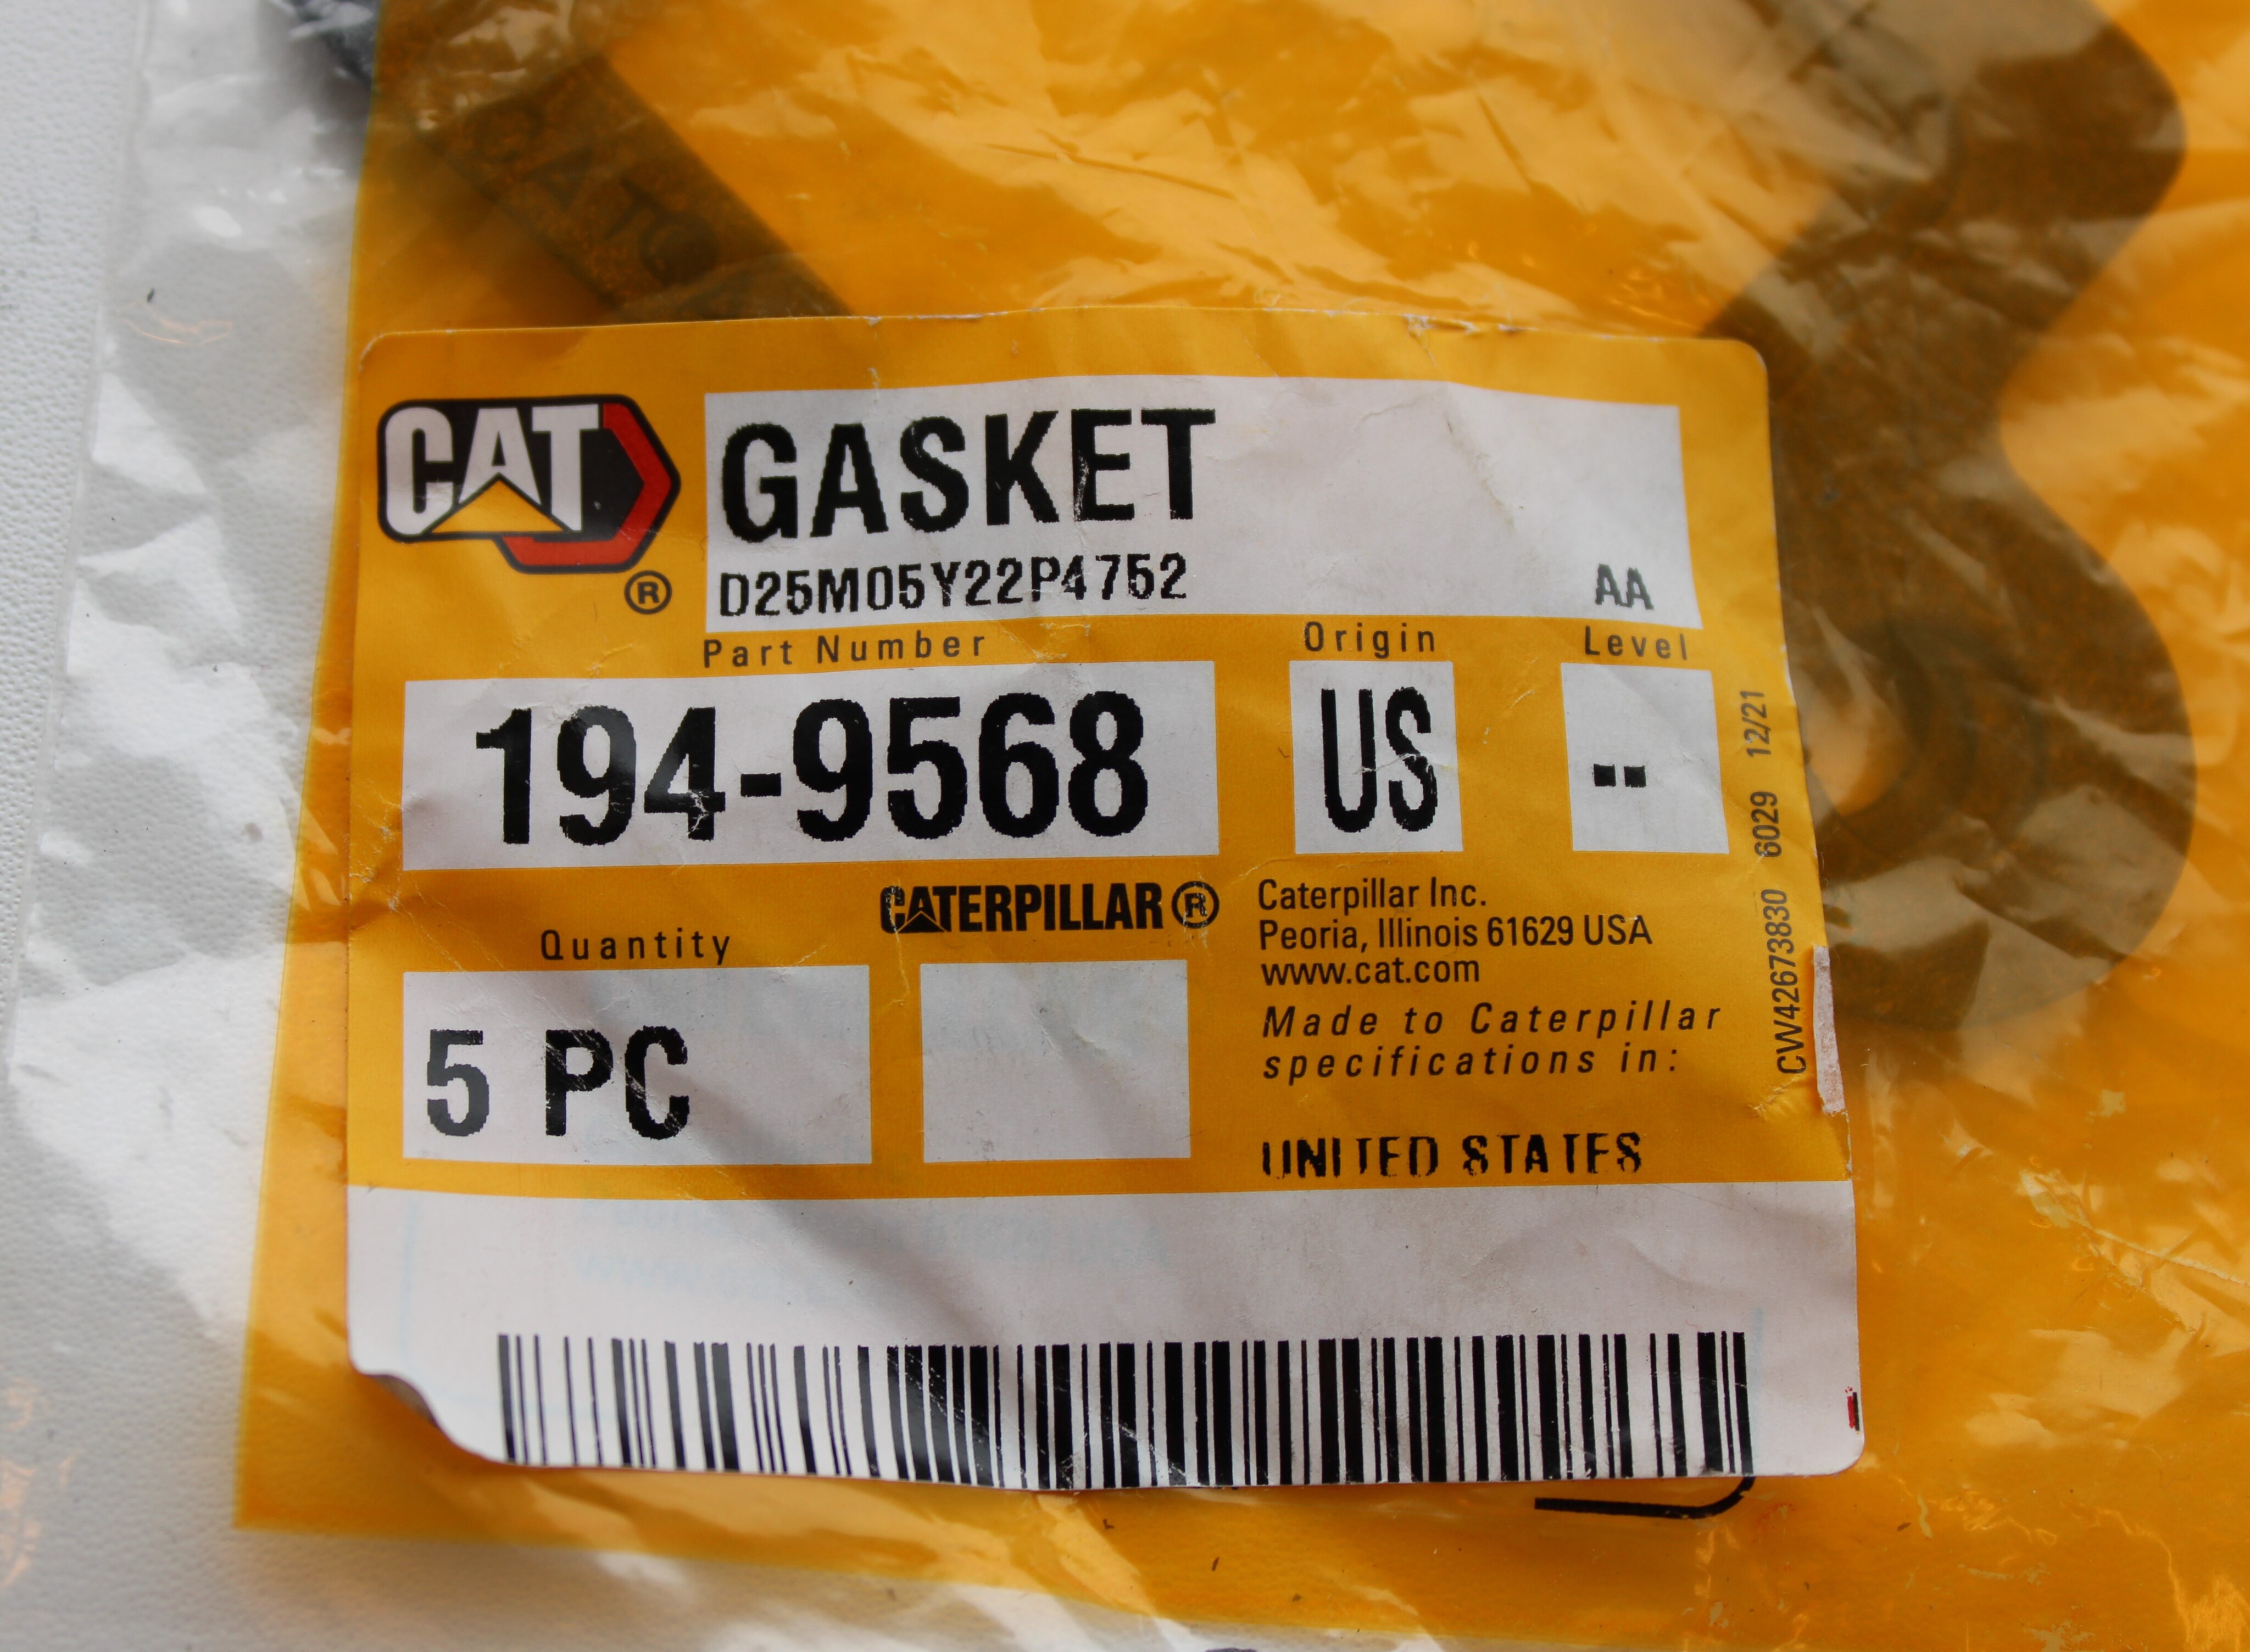 CAT
®
GASKET
D25M05Y22P4752 AA
Part Number Origin Level
194-9568 US --
CATERPILLAR®
Quantity
5 PC
Caterpillar Inc.
Peoria, Illinois 61629 USA
www.cat.com
Made to Caterpillar
specifications in:
UNITED STATES
CW42673830 6029 12/21